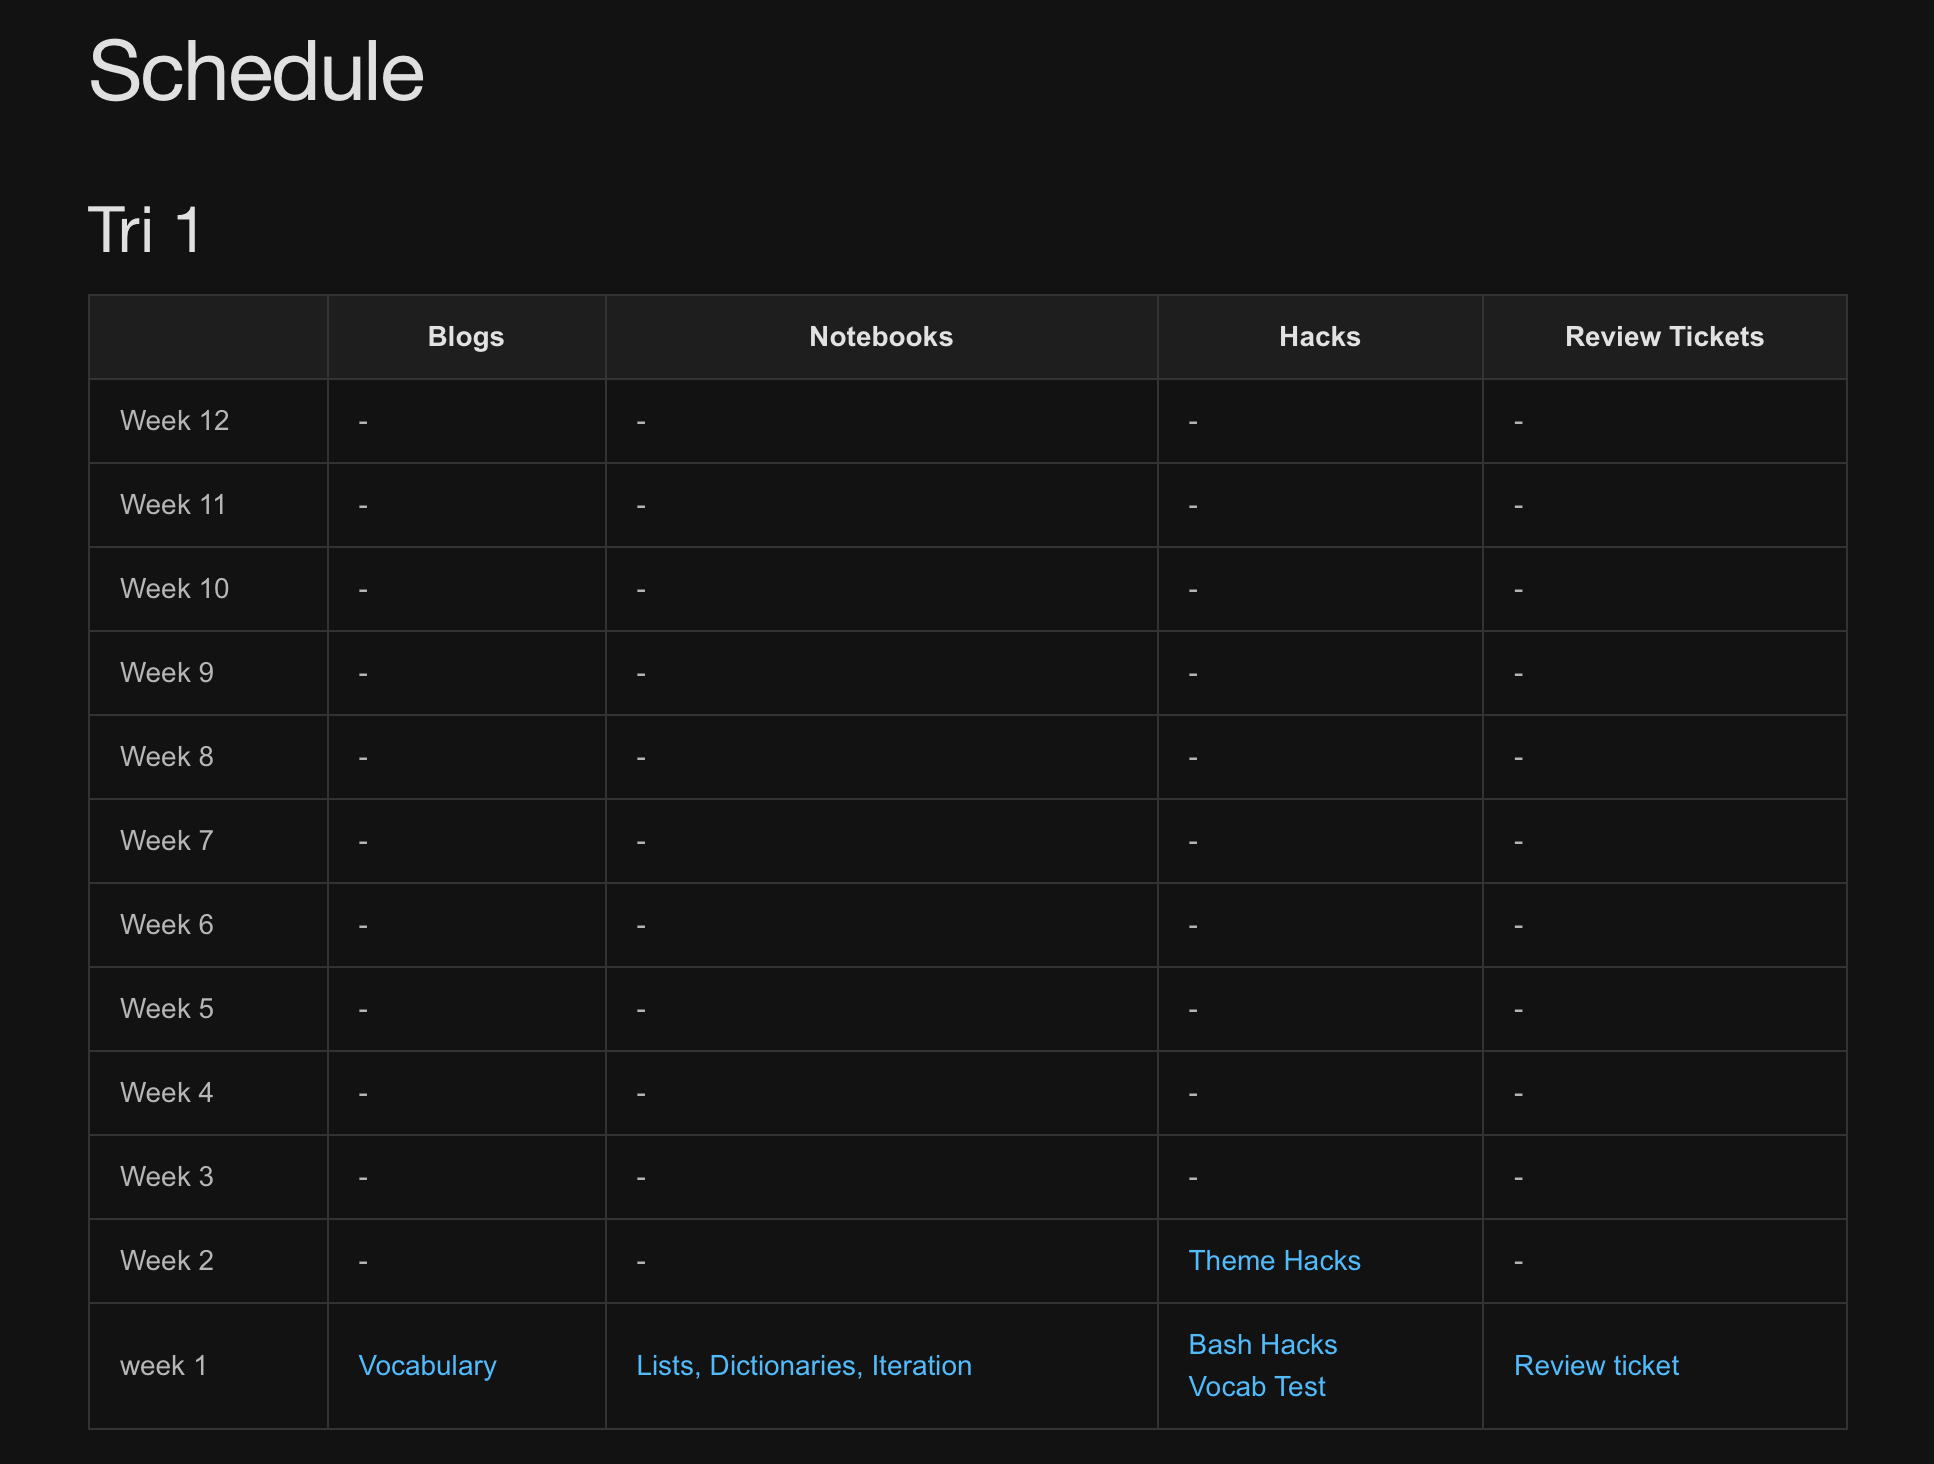 Schedule
Tri 1
Blogs Notebooks Hacks Review Tickets
Week 12 - - - -
Week 11 - - - -
Week 10 - - - -
Week 9 - - - -
Week 8 - - - -
Week 7 - - - -
Week 6 - - - -
Week 5 - - - -
Week 4 - - - -
Week 3 - - - -
Week 2 - - Theme Hacks -
week 1 Vocabulary Lists, Dictionaries, Iteration Bash Hacks
Vocab Test Review ticket